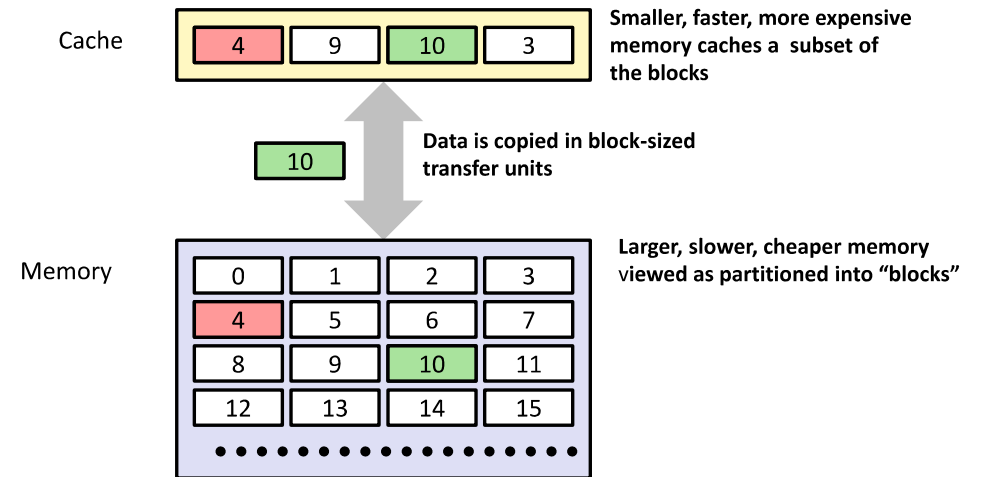 Cache
4 9 10 3
Smaller, faster, more expensive
memory caches a subset of
the blocks
10
Data is copied in block-sized
transfer units
Memory
Larger, slower, cheaper memory
viewed as partitioned into “blocks”
0 1 2 3
4 5 6 7
8 9 10 11
12 13 14 15